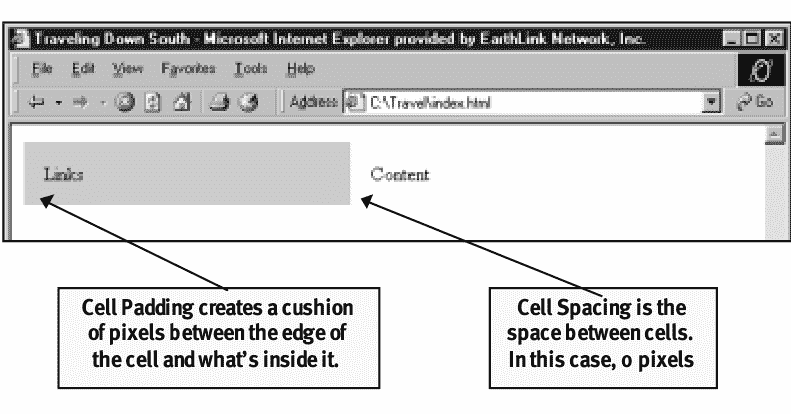 Traveling Down South - Microsoft Internet Explorer provided by EarthLink Network, Inc.
File Edit View Favorites Tools Help
Address C:\Travel\index.html Go
Links Content
Cell Padding creates a cushion
of pixels between the edge of
the cell and what's inside it.
Cell Spacing is the
space between cells.
In this case, 0 pixels